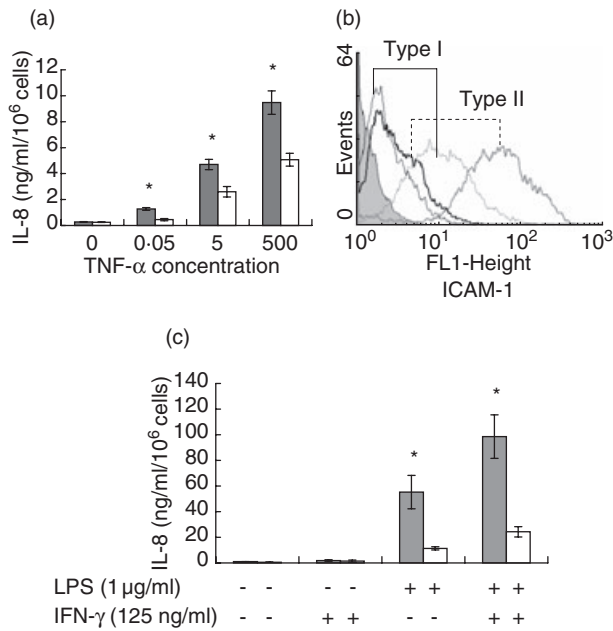 (a)
IL-8 (ng/ml/10⁶ cells)
12
10
8
6
4
2
0
*
*
*
0 0·05 5 500
TNF-α concentration
(b)
64
Events
0
Type I
Type II
10⁰ 10¹ 10² 10³
FL1-Height
ICAM-1
(c)
IL-8 (ng/ml/10⁶ cells)
140
120
100
80
60
40
20
0
*
*
LPS (1 µg/ml) - - - - + + + +
IFN-γ (125 ng/ml) - - + + - - + +